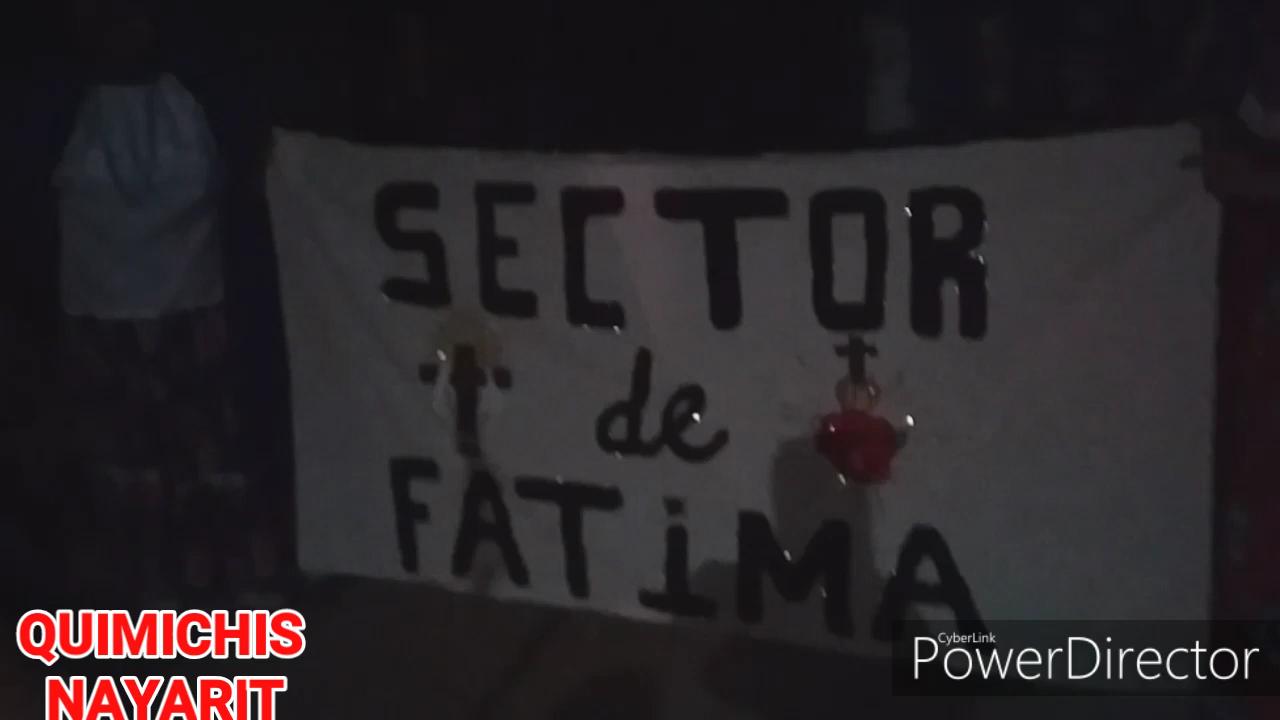 SECTOR
de
FATiMA
QUIMICHIS
NAYARIT
CyberLink
PowerDirector